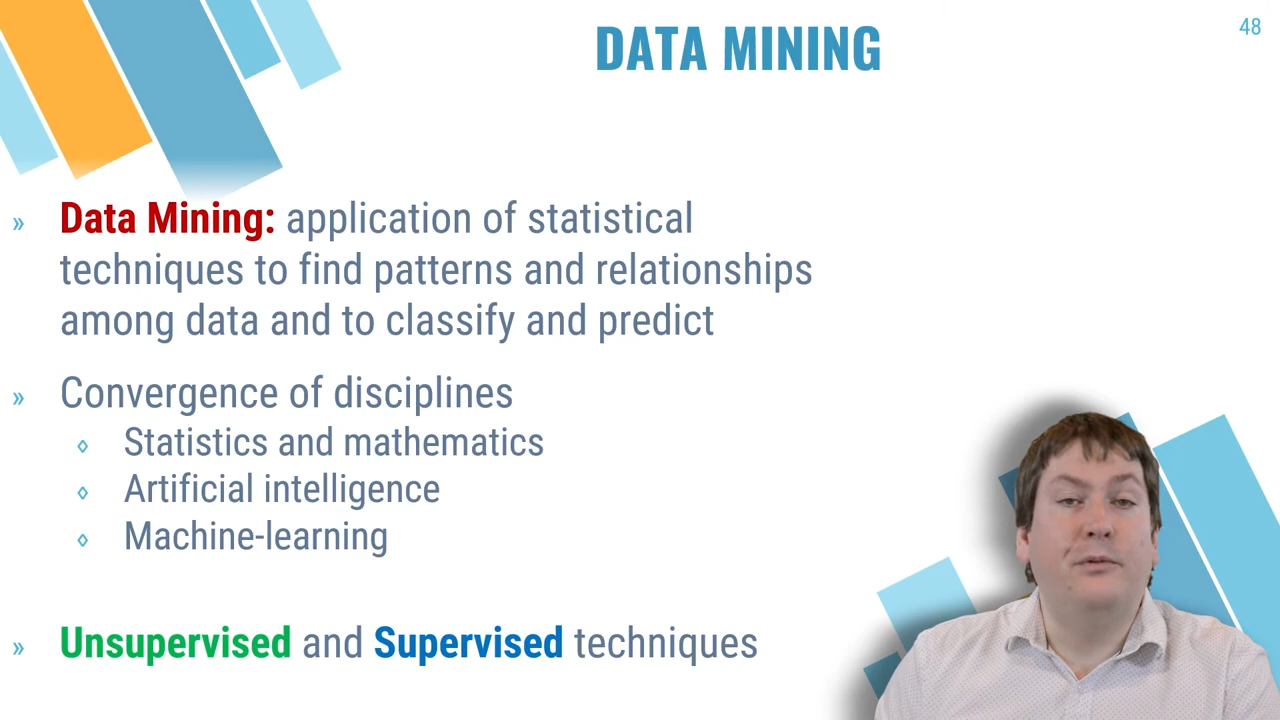 DATA MINING
48
» Data Mining: application of statistical
techniques to find patterns and relationships
among data and to classify and predict
» Convergence of disciplines
◊ Statistics and mathematics
◊ Artificial intelligence
◊ Machine-learning
» Unsupervised and Supervised techniques